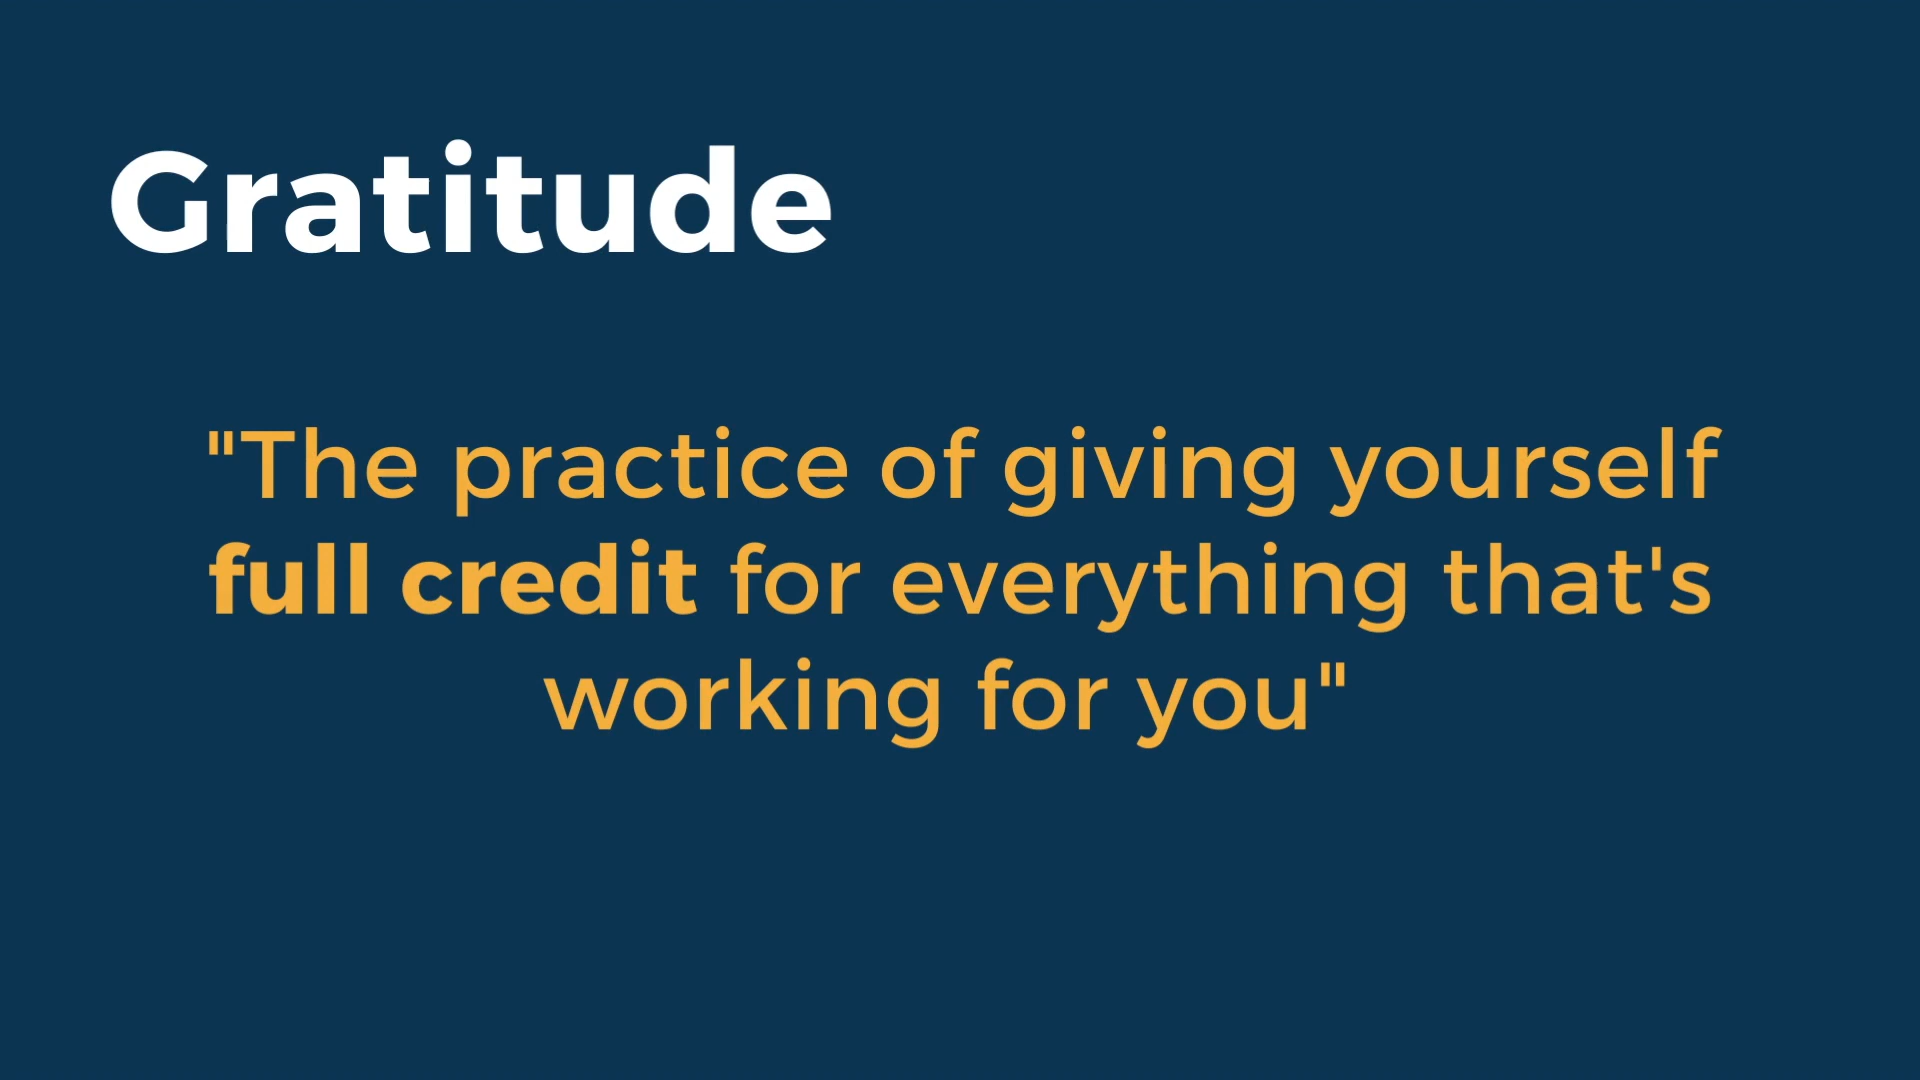 Gratitude
"The practice of giving yourself
full credit for everything that's
working for you"